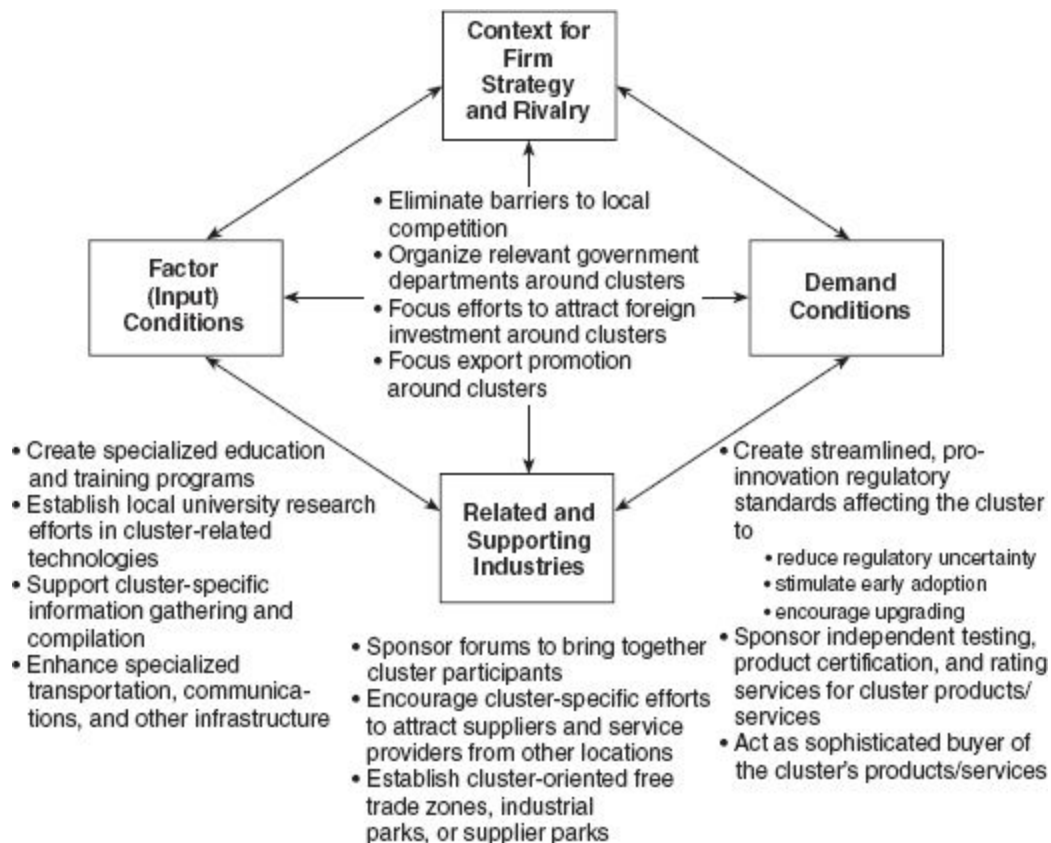 Context for
Firm
Strategy
and Rivalry
• Eliminate barriers to local
competition
• Organize relevant government
departments around clusters
• Focus efforts to attract foreign
investment around clusters
• Focus export promotion
around clusters
Factor
(Input)
Conditions
Demand
Conditions
• Create specialized education
and training programs
• Establish local university research
efforts in cluster-related
technologies
• Support cluster-specific
information gathering and
compilation
• Enhance specialized
transportation, communica-
tions, and other infrastructure
Related and
Supporting
Industries
• Sponsor forums to bring together
cluster participants
• Encourage cluster-specific efforts
to attract suppliers and service
providers from other locations
• Establish cluster-oriented free
trade zones, industrial
parks, or supplier parks
• Create streamlined, pro-
innovation regulatory
standards affecting the cluster
to
• reduce regulatory uncertainty
• stimulate early adoption
• encourage upgrading
• Sponsor independent testing,
product certification, and rating
services for cluster products/
services
• Act as sophisticated buyer of
the cluster's products/services